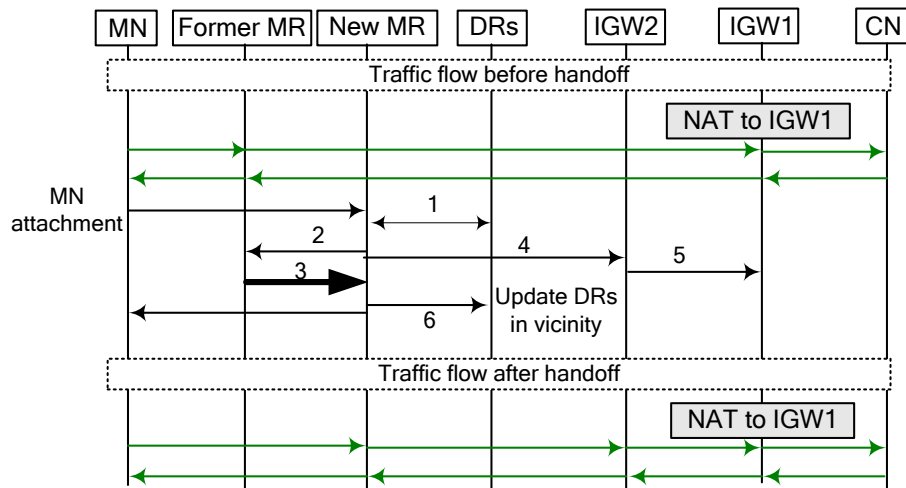 MN Former MR New MR DRs IGW2 IGW1 CN
Traffic flow before handoff
NAT to IGW1
MN
attachment
1
2
4
3
5
Update DRs
in vicinity
6
Traffic flow after handoff
NAT to IGW1